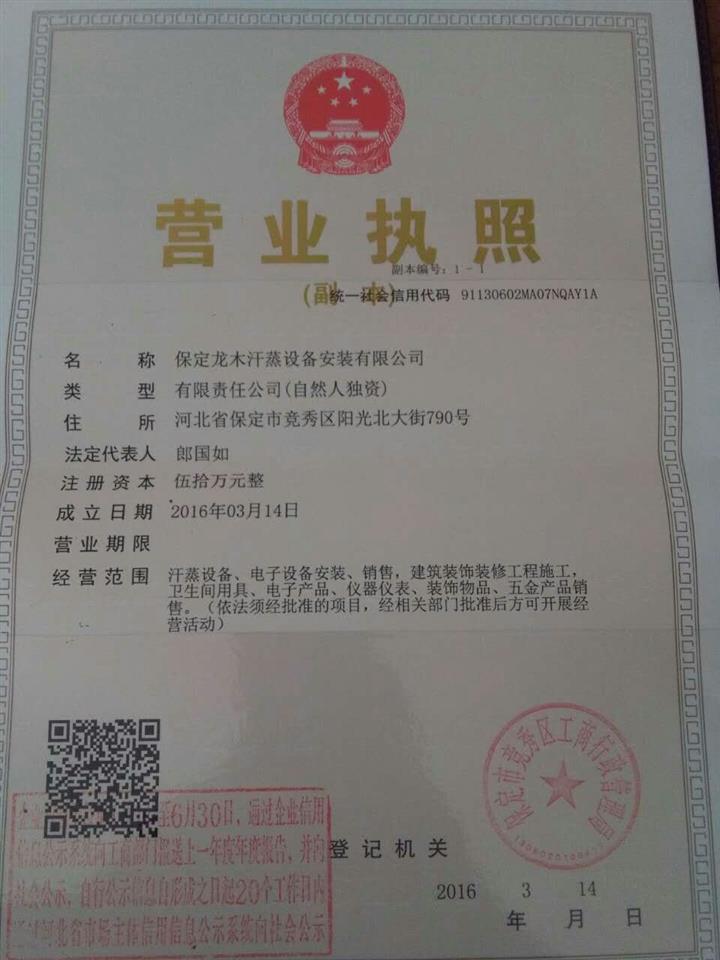 营业执照
副本编号：1－1
(副本)
统一社会信用代码 91130602MA07NQAY1A
名称 保定龙木汗蒸设备安装有限公司
类型 有限责任公司(自然人独资)
住所 河北省保定市竞秀区阳光北大街790号
法定代表人 郎国如
注册资本 伍拾万元整
成立日期 2016年03月14日
营业期限
经营范围 汗蒸设备、电子设备安装、销售，建筑装饰装修工程施工，
卫生间用具、电子产品、仪器仪表、装饰物品、五金产品销
售。（依法须经批准的项目，经相关部门批准后方可开展经
营活动）
保定市竞秀区工商行政管理局
至6月30日，通过企业信用
信息公示系统向工商部门报送上一年度年度报告，并向
社会公示，自行公示信息自形成之日起20个工作日内
通过河北省市场主体信用信息公示系统向社会公示
登记机关
2016 3 14
年 月 日